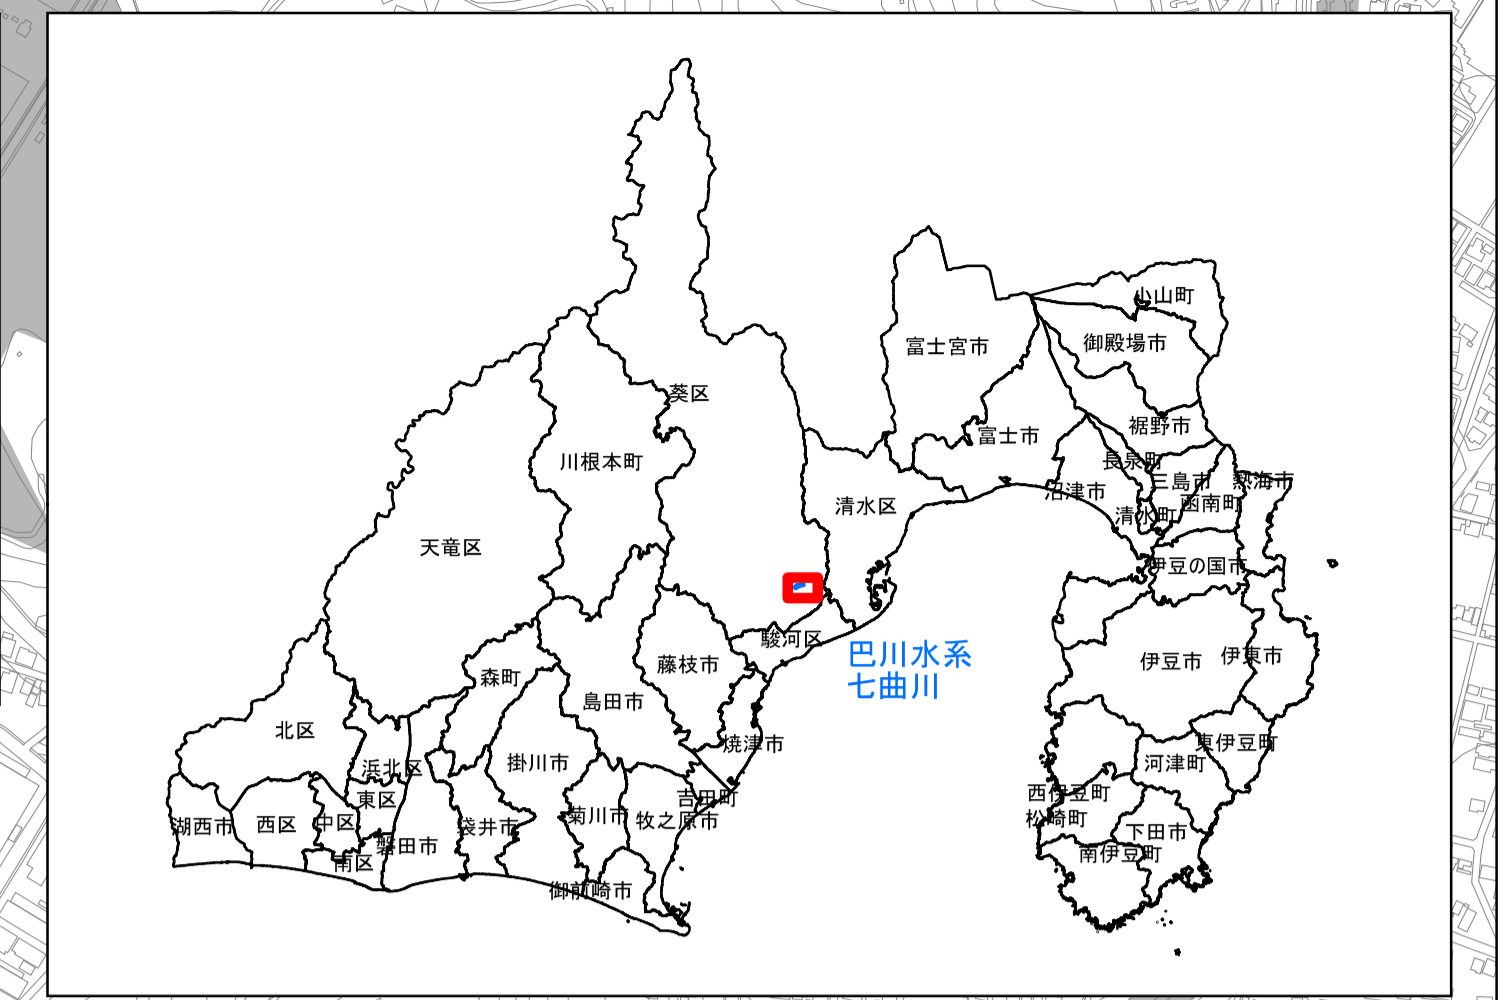 小山町
御殿場市
富士宮市
葵区
裾野市
富士市
川根本町
長泉町
三島市
熱海市
沼津市
函南町
清水区
清水町
天竜区
伊豆の国市
駿河区
巴川水系
七曲川
伊東市
伊豆市
藤枝市
森町
島田市
北区
焼津市
東伊豆町
掛川市
河津町
浜北区
西伊豆町
東区
吉田町
菊川市
牧之原市
松崎町
湖西市
西区
中区
袋井市
下田市
磐田市
南伊豆町
南区
御前崎市